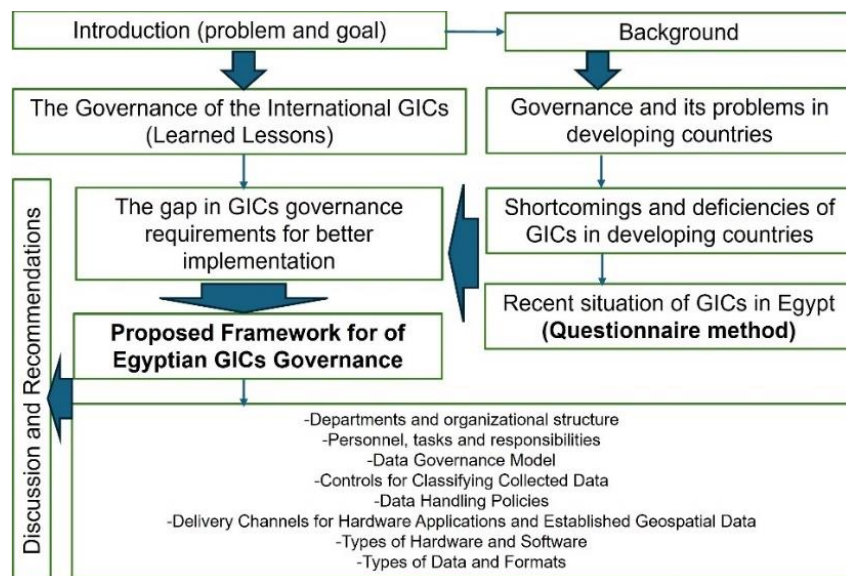 Introduction (problem and goal)
Background
The Governance of the International GICs
(Learned Lessons)
Governance and its problems in
developing countries
The gap in GICs governance
requirements for better
implementation
Shortcomings and deficiencies of
GICs in developing countries
Recent situation of GICs in Egypt
(Questionnaire method)
Proposed Framework for of
Egyptian GICs Governance
Discussion and Recommendations
-Departments and organizational structure
-Personnel, tasks and responsibilities
-Data Governance Model
-Controls for Classifying Collected Data
-Data Handling Policies
-Delivery Channels for Hardware Applications and Established Geospatial Data
-Types of Hardware and Software
-Types of Data and Formats